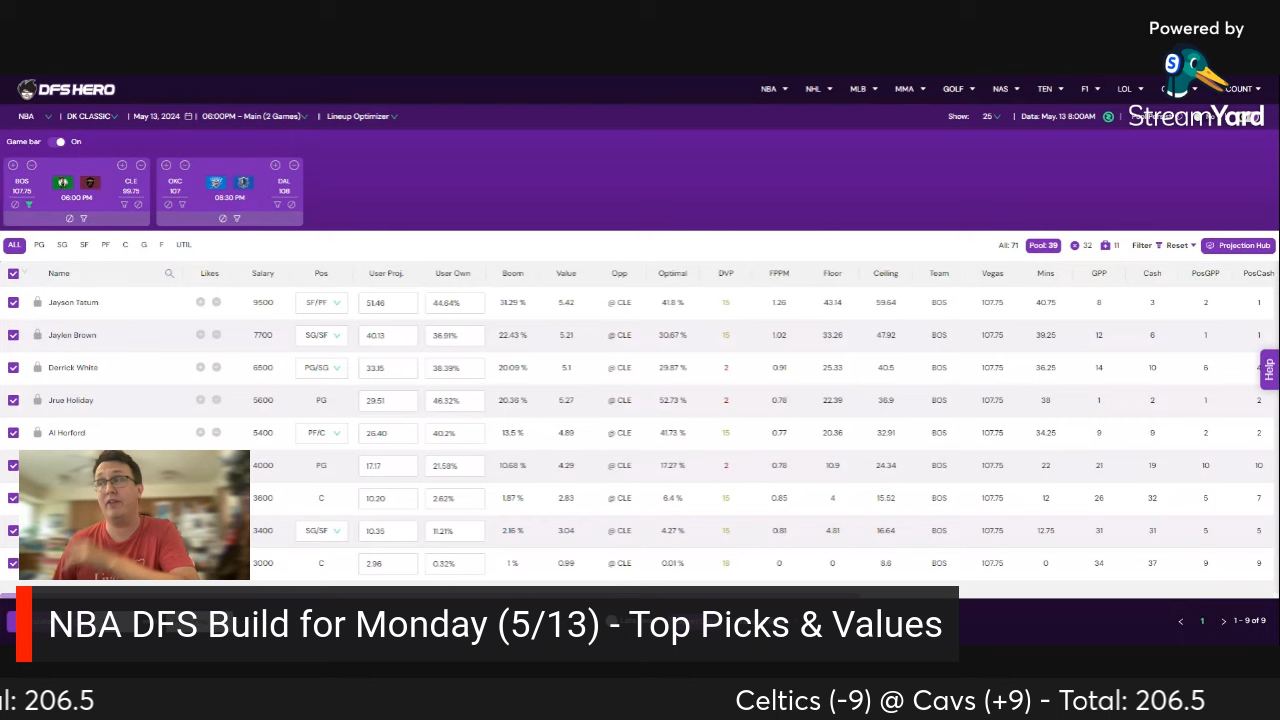 Powered by
StreamYard
DFS HERO
NBA NHL MLB MMA GOLF NAS TEN F1 LOL COUNT
NBA DK CLASSIC | May 13, 2024 | 06:00PM - Main (2 Games) | Lineup Optimizer Show: 25 | Data: May. 13 8:00AM
Game bar On
BOS 107.75 06:00 PM CLE 99.75 OKC 107 08:30 PM DAL 108
ALL PG SG SF PF C G F UTIL All: 71 Pool: 39 32 11 Filter Reset Projection Hub
Name Likes Salary Pos User Proj. User Own Boom Value Opp Optimal DVP FPPM Floor Ceiling Team Vegas Mins GPP Cash PosGPP PosCash
Jayson Tatum 9500 SF/PF 51.46 44.64% 31.29 % 5.42 @ CLE 41.8 % 15 1.26 43.14 59.64 BOS 107.75 40.75 8 3 2 1
Jaylen Brown 7700 SG/SF 40.13 36.91% 22.43 % 5.21 @ CLE 30.67 % 15 1.02 33.26 47.92 BOS 107.75 39.25 12 6 1 1
Derrick White 6500 PG/SG 33.15 38.39% 20.09 % 5.1 @ CLE 29.87 % 2 0.91 25.33 40.5 BOS 107.75 36.25 14 10 6 4
Jrue Holiday 5600 PG 29.51 46.32% 20.36 % 5.27 @ CLE 52.73 % 2 0.78 22.39 36.9 BOS 107.75 38 1 2 1 2
Al Horford 5400 PF/C 26.40 40.2% 13.5 % 4.89 @ CLE 41.73 % 15 0.77 20.36 32.91 BOS 107.75 34.25 9 9 2 2
4000 PG 17.17 21.58% 10.68 % 4.29 @ CLE 17.27 % 2 0.78 10.9 24.34 BOS 107.75 22 21 19 10 10
3600 C 10.20 2.62% 1.87 % 2.83 @ CLE 6.4 % 15 0.85 4 15.52 BOS 107.75 12 26 32 5 7
3400 SG/SF 10.35 11.21% 2.16 % 3.04 @ CLE 4.27 % 15 0.81 4.81 16.64 BOS 107.75 12.75 31 31 5 5
3000 C 2.96 0.32% 1 % 0.99 @ CLE 0.01 % 18 0 0 8.6 BOS 107.75 0 34 37 9 9
Help
1 1 - 9 of 9
NBA DFS Build for Monday (5/13) - Top Picks & Values
l: 206.5 Celtics (-9) @ Cavs (+9) - Total: 206.5